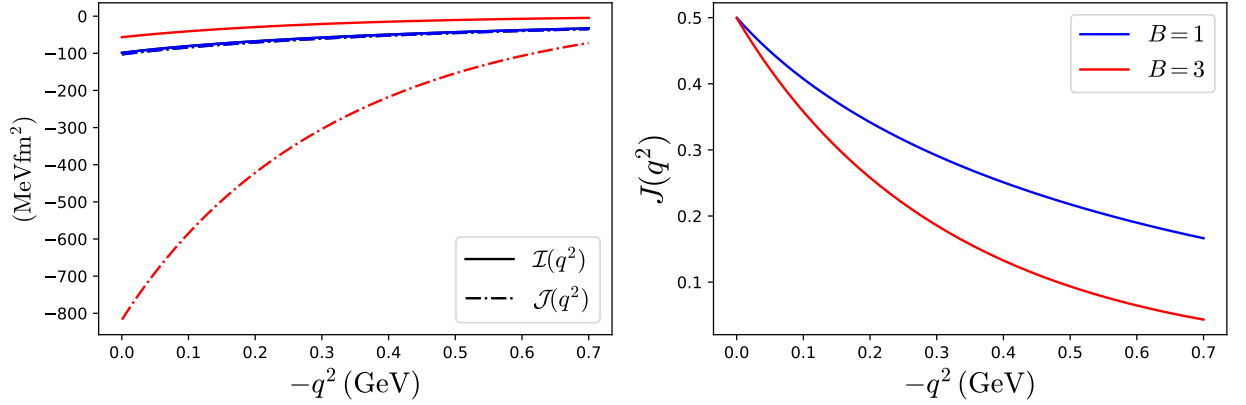 0
−100
−200
−300
−400
−500
−600
−700
−800
(MeVfm²)
0.0 0.1 0.2 0.3 0.4 0.5 0.6 0.7
−q² (GeV)
ℐ(q²)
𝒥(q²)
0.5
0.4
0.3
0.2
0.1
J(q²)
0.0 0.1 0.2 0.3 0.4 0.5 0.6 0.7
−q² (GeV)
B = 1
B = 3